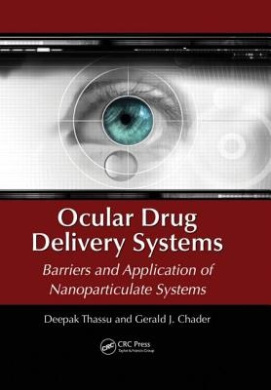 Ocular Drug
Delivery Systems
Barriers and Application of
Nanoparticulate Systems
Deepak Thassu and Gerald J. Chader
CRC Press
Taylor & Francis Group